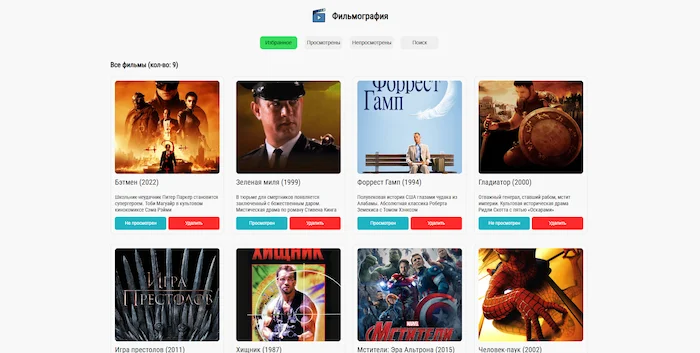 Фильмография
Избранное Просмотрены Непросмотрены Поиск
Все фильмы (кол-во: 9)
Форрест
Гамп
Бэтмен (2022)
Школьник-неудачник Питер Паркер становится
супергероем. Тоби Магуайр в культовом
кинокомиксе Сэма Рэйми
Не просмотрен Удалить
Зеленая миля (1999)
В тюрьме для смертников появляется
заключенный с божественным даром.
Мистическая драма по роману Стивена Кинга
Просмотрен Удалить
Форрест Гамп (1994)
Полувековая история США глазами чудака из
Алабамы. Абсолютная классика Роберта
Земекиса с Томом Хэнксом
Просмотрен Удалить
Гладиатор (2000)
Отважный генерал, ставший рабом, мстит
империи. Культовая историческая драма
Ридли Скотта с пятью «Оскарами»
Просмотрен Удалить
Игра
Престолов
ХИЩНИК
MARVEL
Мстители
Игра престолов (2011)
Хищник (1987)
Мстители: Эра Альтрона (2015)
Человек-паук (2002)